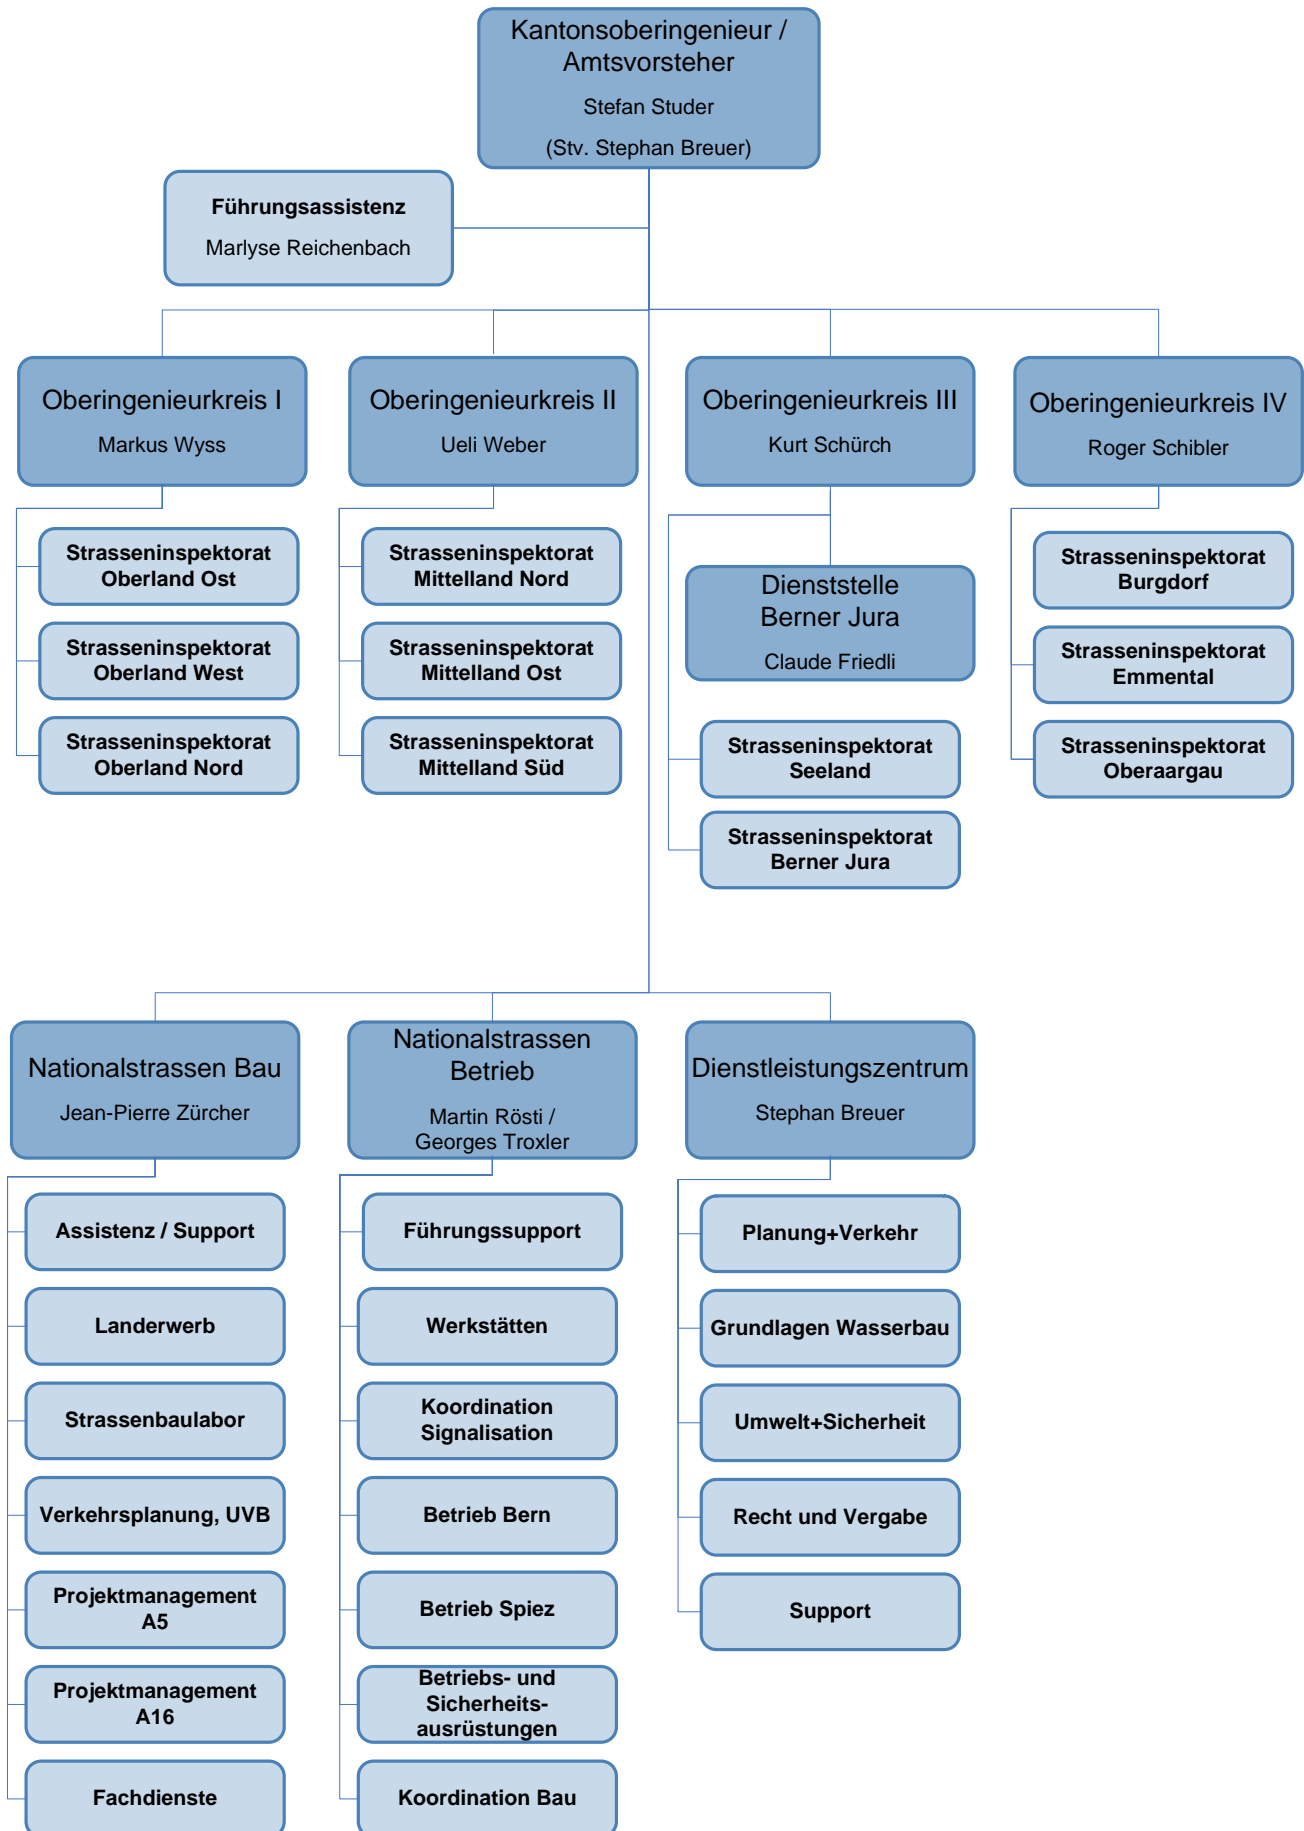 Kantonsoberingenieur /
Amtsvorsteher
Stefan Studer
(Stv. Stephan Breuer)
Führungsassistenz
Marlyse Reichenbach
Oberingenieurkreis I
Markus Wyss
Oberingenieurkreis II
Ueli Weber
Oberingenieurkreis III
Kurt Schürch
Oberingenieurkreis IV
Roger Schibler
Strasseninspektorat
Oberland Ost
Strasseninspektorat
Oberland West
Strasseninspektorat
Oberland Nord
Strasseninspektorat
Mittelland Nord
Strasseninspektorat
Mittelland Ost
Strasseninspektorat
Mittelland Süd
Dienststelle
Berner Jura
Claude Friedli
Strasseninspektorat
Seeland
Strasseninspektorat
Berner Jura
Strasseninspektorat
Burgdorf
Strasseninspektorat
Emmental
Strasseninspektorat
Oberaargau
Nationalstrassen Bau
Jean-Pierre Zürcher
Nationalstrassen
Betrieb
Martin Rösti /
Georges Troxler
Dienstleistungszentrum
Stephan Breuer
Assistenz / Support
Landerwerb
Strassenbaulabor
Verkehrsplanung, UVB
Projektmanagement
A5
Projektmanagement
A16
Fachdienste
Führungssupport
Werkstätten
Koordination
Signalisation
Betrieb Bern
Betrieb Spiez
Betriebs- und
Sicherheits-
ausrüstungen
Koordination Bau
Planung+Verkehr
Grundlagen Wasserbau
Umwelt+Sicherheit
Recht und Vergabe
Support